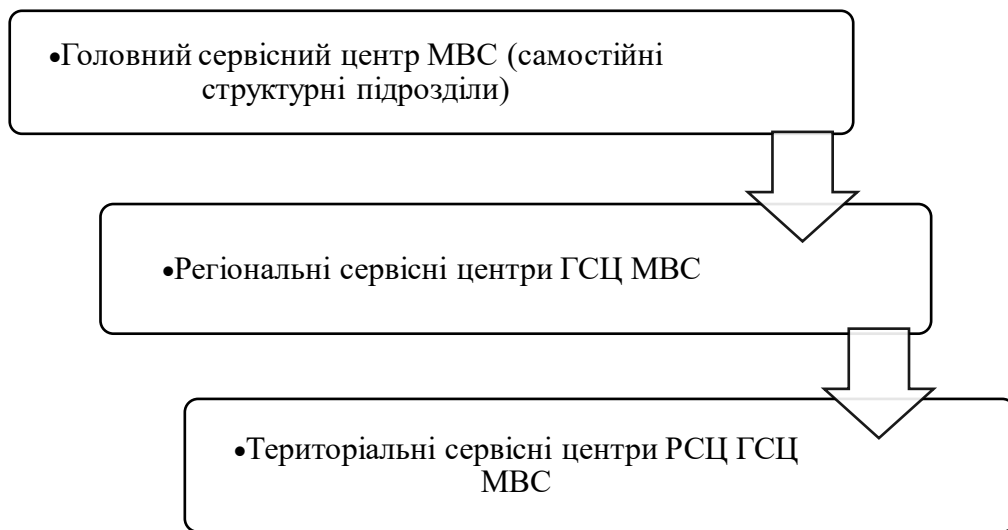 •Головний сервісний центр МВС (самостійні
структурні підрозділи)
•Регіональні сервісні центри ГСЦ МВС
•Територіальні сервісні центри РСЦ ГСЦ
МВС